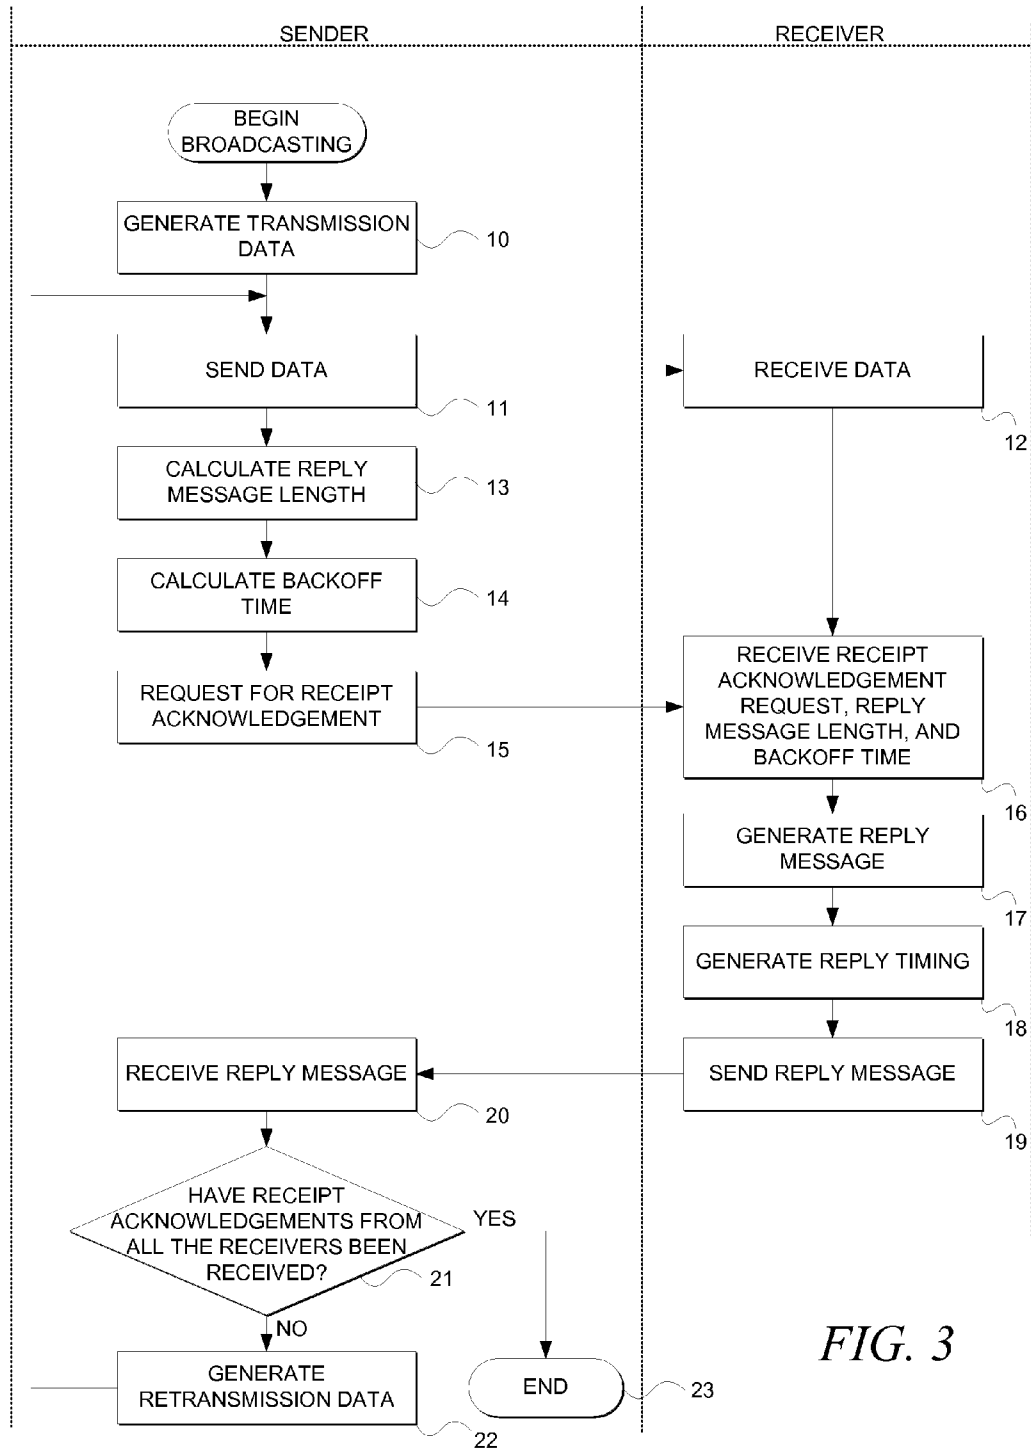 SENDER
RECEIVER
BEGIN
BROADCASTING
GENERATE TRANSMISSION
DATA
10
SEND DATA
11
RECEIVE DATA
12
CALCULATE REPLY
MESSAGE LENGTH
13
CALCULATE BACKOFF
TIME
14
REQUEST FOR RECEIPT
ACKNOWLEDGEMENT
15
RECEIVE RECEIPT
ACKNOWLEDGEMENT
REQUEST, REPLY
MESSAGE LENGTH, AND
BACKOFF TIME
16
GENERATE REPLY
MESSAGE
17
GENERATE REPLY TIMING
18
RECEIVE REPLY MESSAGE
20
SEND REPLY MESSAGE
19
HAVE RECEIPT
ACKNOWLEDGEMENTS FROM
ALL THE RECEIVERS BEEN
RECEIVED?
21
YES
NO
GENERATE
RETRANSMISSION DATA
22
END
23
FIG. 3